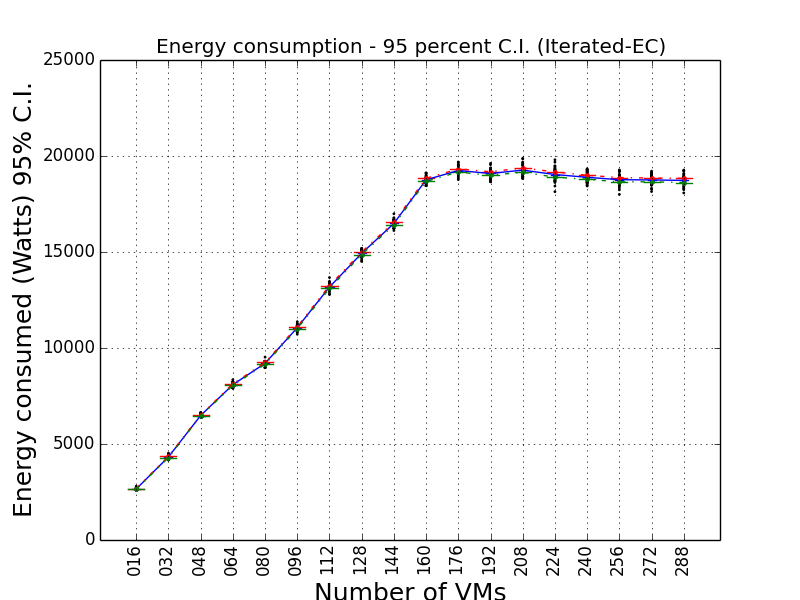 Energy consumption - 95 percent C.I. (Iterated-EC)
Energy consumed (Watts) 95% C.I.
25000
20000
15000
10000
5000
0
016 032 048 064 080 096 112 128 144 160 176 192 208 224 240 256 272 288
Number of VMs